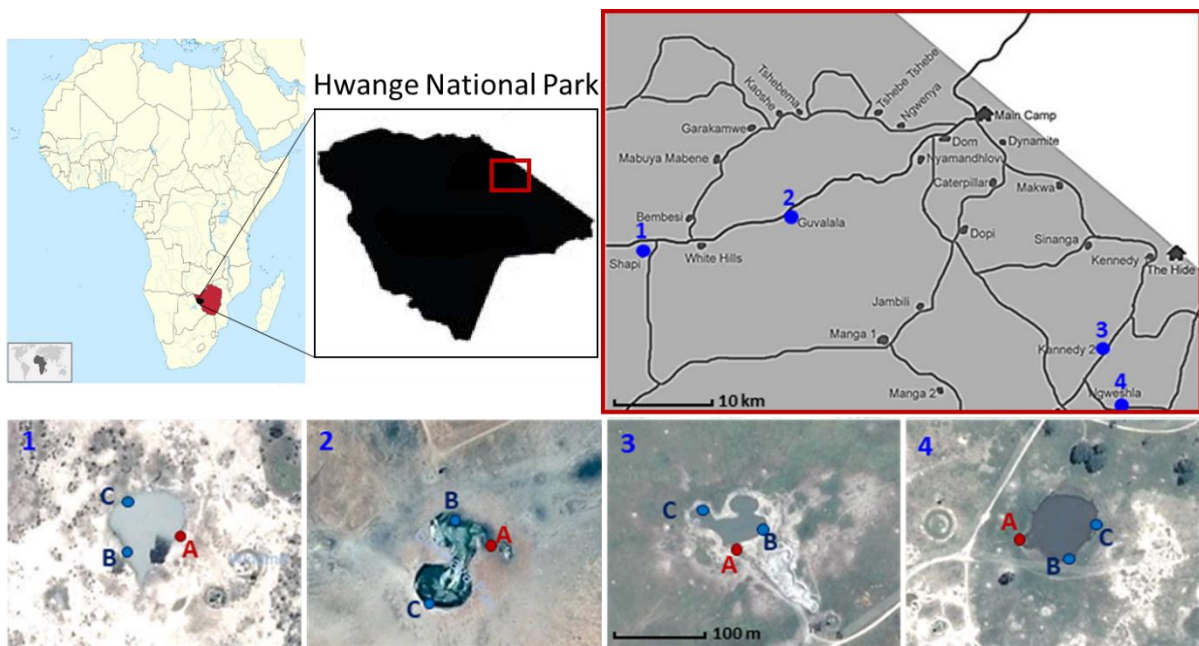 Hwange National Park
Tshebema
Kaoshe
Tshebe Tshebe
Ngwenya
Main Camp
Garakamwe
Dom
Dynamite
Mabuya Mabene
Nyamandhlov
Caterpillar
Makwa
2
Bembesi
Guvalala
1
Dopi
Sinanga
Shapi
White Hills
Kennedy
The Hide
Jambili
3
Manga 1
Kannedy 2
4
Manga 2
Ngweshla
10 km
1
C
B
A
2
B
A
C
3
C
B
A
100 m
4
A
C
B